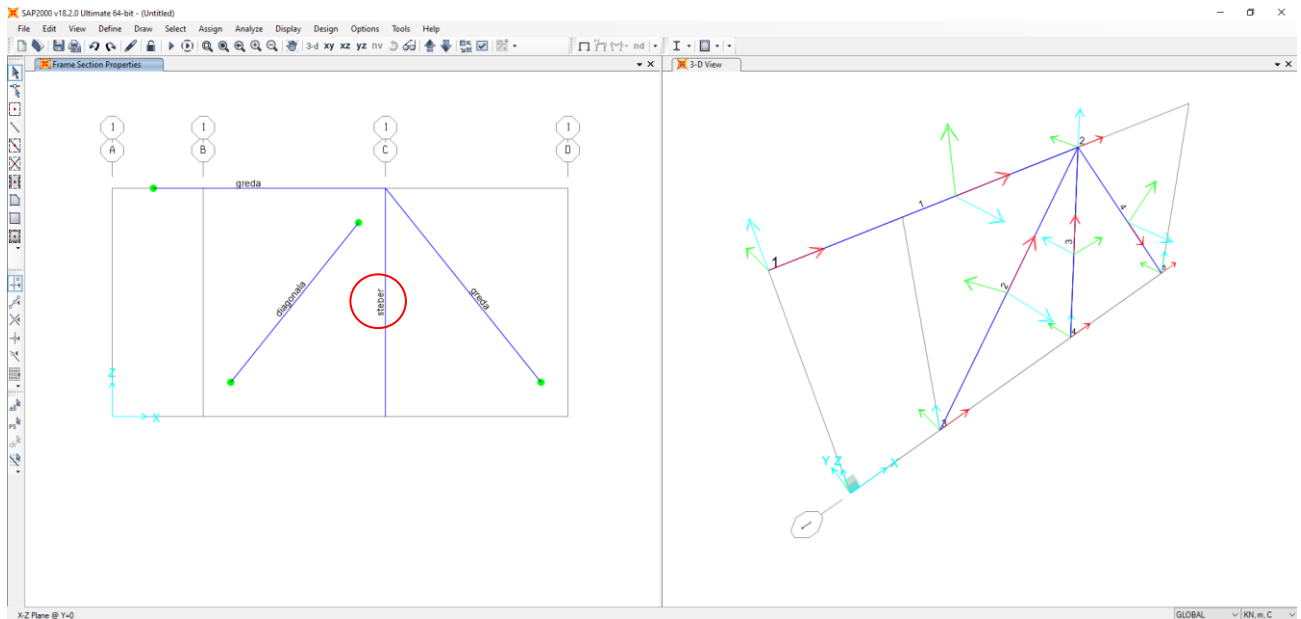 SAP2000 v18.2.0 Ultimate 64-bit - (Untitled)
File Edit View Define Draw Select Assign Analyze Display Design Options Tools Help
3-d xy xz yz nv nd
Frame Section Properties
3-D View
1 1 1 1
A B C D
greda
diagonala
steber
greda
Z
X
1
2
1
2
3
4
3
4
5
Y Z X
X-Z Plane @ Y=0
GLOBAL
KN, m, C